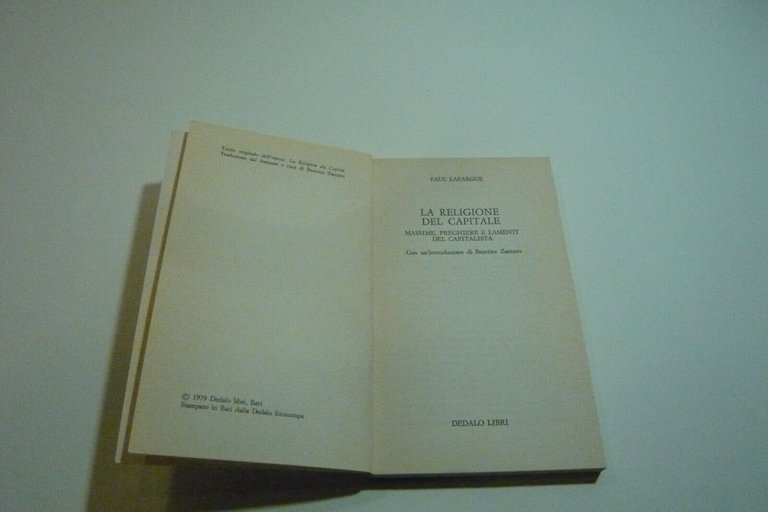 Titolo originale dell'opera: La Religion du Capital
Traduzione dal francese a cura di Beatrice Zaccaro
© 1979 Dedalo libri, Bari
Stampato in Bari dalla Dedalo litostampa
PAUL LAFARGUE
LA RELIGIONE
DEL CAPITALE
MASSIME, PREGHIERE E LAMENTI
DEL CAPITALISTA
Con un'introduzione di Beatrice Zaccaro
DEDALO LIBRI